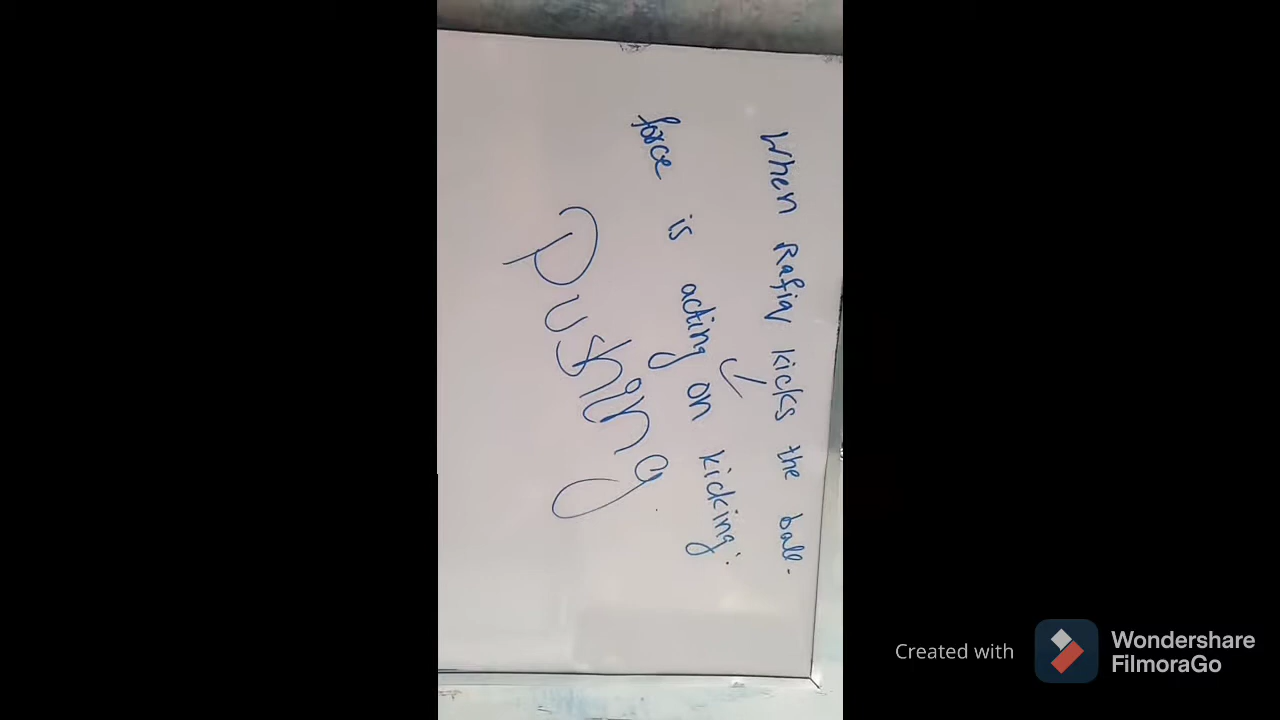 When Rafiq kicks the ball.
force is acting on kicking.
Pushing
Created with
Wondershare
FilmoraGo